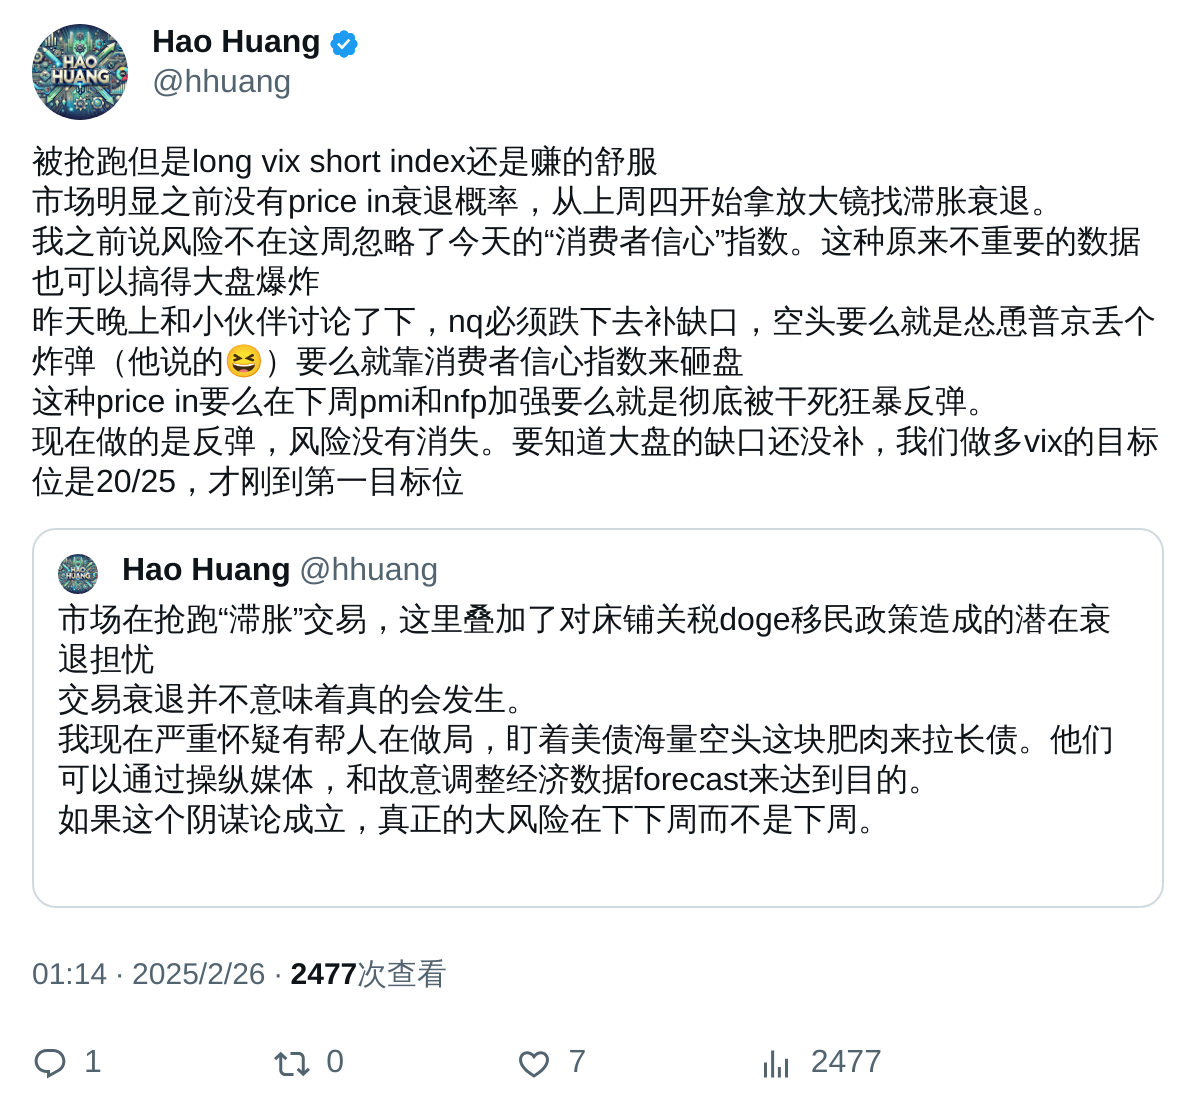 HAO
HUANG
Hao Huang
@hhuang
被抢跑但是long vix short index还是赚的舒服
市场明显之前没有price in衰退概率，从上周四开始拿放大镜找滞胀衰退。
我之前说风险不在这周忽略了今天的“消费者信心”指数。这种原来不重要的数据
也可以搞得大盘爆炸
昨天晚上和小伙伴讨论了下，nq必须跌下去补缺口，空头要么就是怂恿普京丢个
炸弹（他说的😆）要么就靠消费者信心指数来砸盘
这种price in要么在下周pmi和nfp加强要么就是彻底被干死狂暴反弹。
现在做的是反弹，风险没有消失。要知道大盘的缺口还没补，我们做多vix的目标
位是20/25，才刚到第一目标位
HAO
HUANG
Hao Huang @hhuang
市场在抢跑“滞胀”交易，这里叠加了对床铺关税doge移民政策造成的潜在衰
退担忧
交易衰退并不意味着真的会发生。
我现在严重怀疑有帮人在做局，盯着美债海量空头这块肥肉来拉长债。他们
可以通过操纵媒体，和故意调整经济数据forecast来达到目的。
如果这个阴谋论成立，真正的大风险在下下周而不是下周。
01:14 · 2025/2/26 · 2477次查看
1 0 7 2477